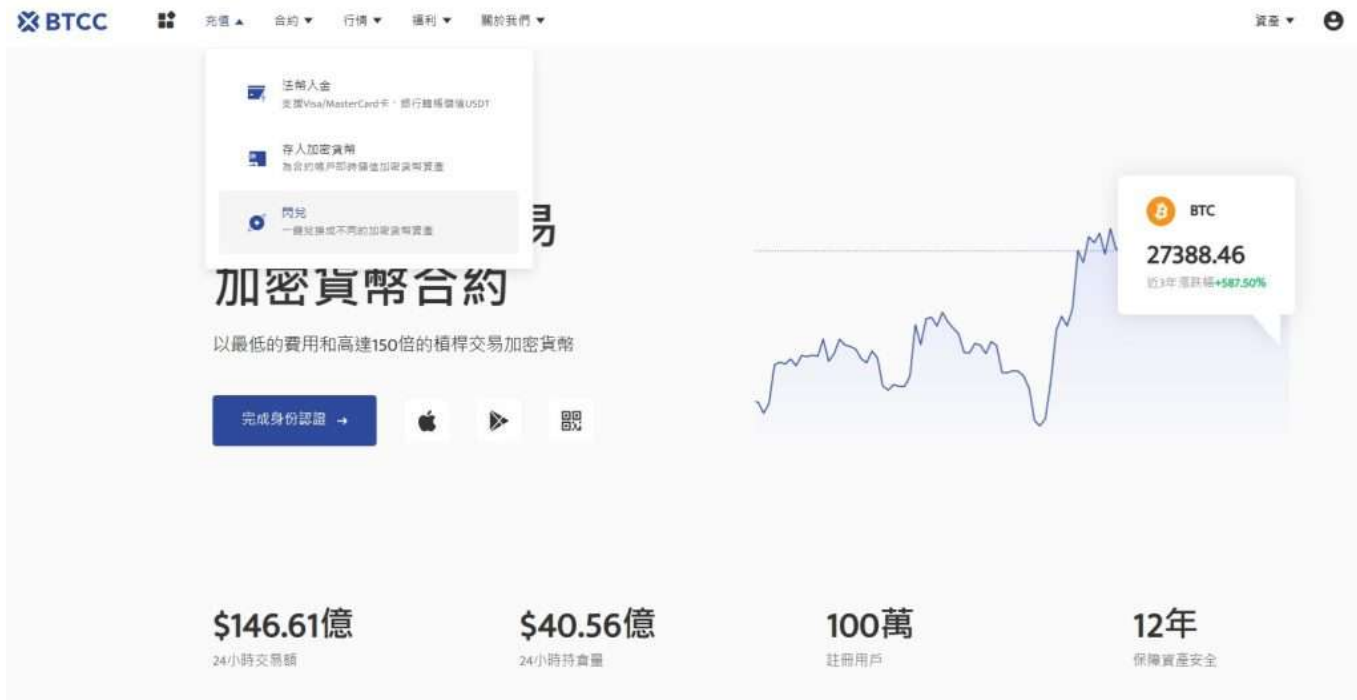 BTCC
充值▲ 合約▼ 行情▼ 福利▼ 關於我們▼ 資產▼
法幣入金
支援Visa/MasterCard卡、銀行轉帳儲值USDT
存入加密貨幣
為合約帳戶即時儲值加密貨幣資產
閃兌
一鍵兌換成不同的加密貨幣資產
易
加密貨幣合約
以最低的費用和高達150倍的槓桿交易加密貨幣
完成身份認證 →
BTC
27388.46
近3年漲跌幅+587.50%
$146.61億 $40.56億 100萬 12年
24小時交易額 24小時持倉量 註冊用戶 保障資產安全